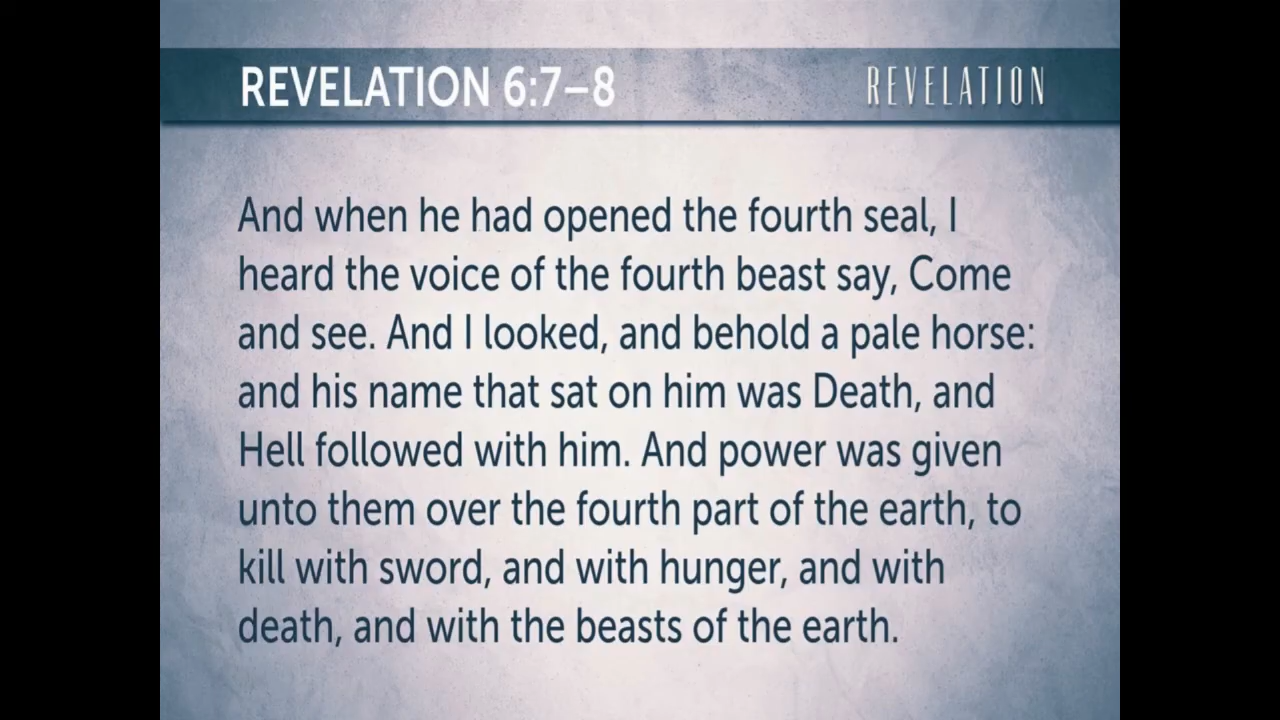 REVELATION 6:7–8
REVELATION
And when he had opened the fourth seal, I
heard the voice of the fourth beast say, Come
and see. And I looked, and behold a pale horse:
and his name that sat on him was Death, and
Hell followed with him. And power was given
unto them over the fourth part of the earth, to
kill with sword, and with hunger, and with
death, and with the beasts of the earth.